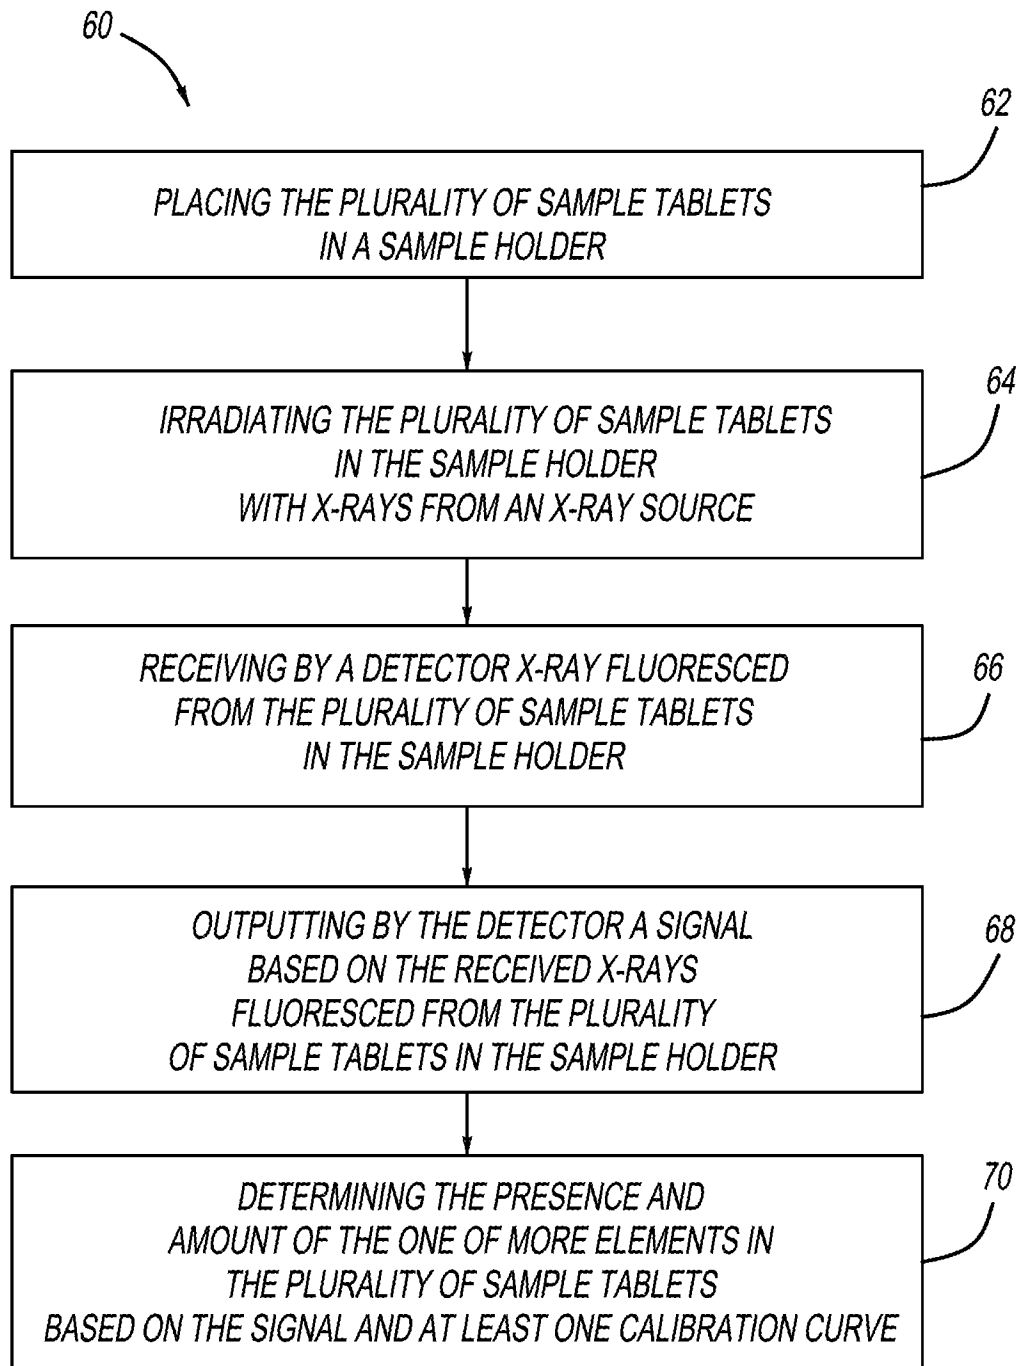 60
62
PLACING THE PLURALITY OF SAMPLE TABLETS
IN A SAMPLE HOLDER
64
IRRADIATING THE PLURALITY OF SAMPLE TABLETS
IN THE SAMPLE HOLDER
WITH X-RAYS FROM AN X-RAY SOURCE
66
RECEIVING BY A DETECTOR X-RAY FLUORESCED
FROM THE PLURALITY OF SAMPLE TABLETS
IN THE SAMPLE HOLDER
68
OUTPUTTING BY THE DETECTOR A SIGNAL
BASED ON THE RECEIVED X-RAYS
FLUORESCED FROM THE PLURALITY
OF SAMPLE TABLETS IN THE SAMPLE HOLDER
70
DETERMINING THE PRESENCE AND
AMOUNT OF THE ONE OF MORE ELEMENTS IN
THE PLURALITY OF SAMPLE TABLETS
BASED ON THE SIGNAL AND AT LEAST ONE CALIBRATION CURVE